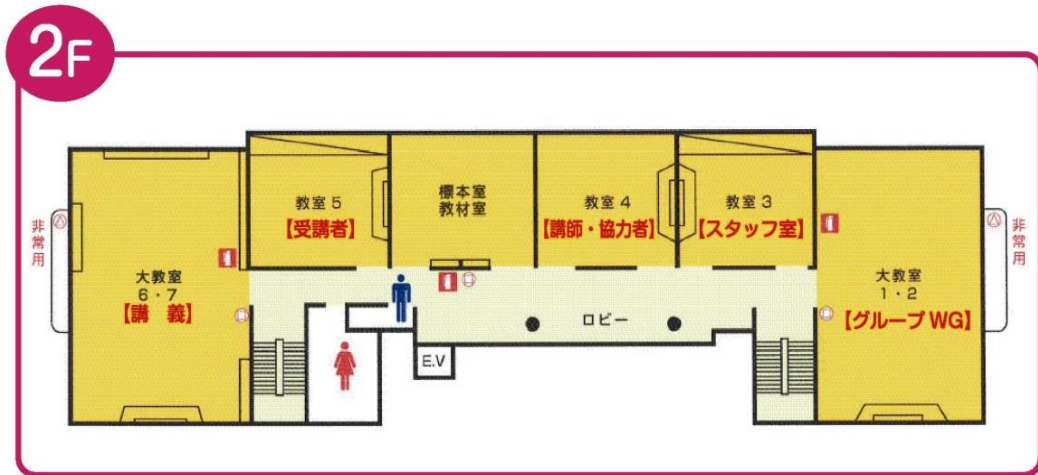 2F
教室5
【受講者】
標本室
教材室
教室4
【講師・協力者】
教室3
【スタッフ室】
非常用
大教室
6・7
【講 義】
大教室
1・2
【グループWG】
非常用
ロビー
E.V